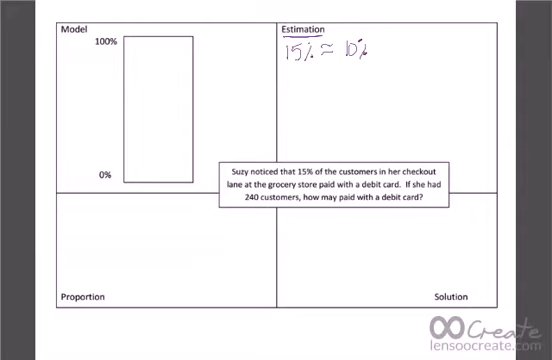 Model
100%
0%
Estimation
15% ≈ 10%
Suzy noticed that 15% of the customers in her checkout
lane at the grocery store paid with a debit card. If she had
240 customers, how may paid with a debit card?
Proportion
Solution
Create
lensoocreate.com